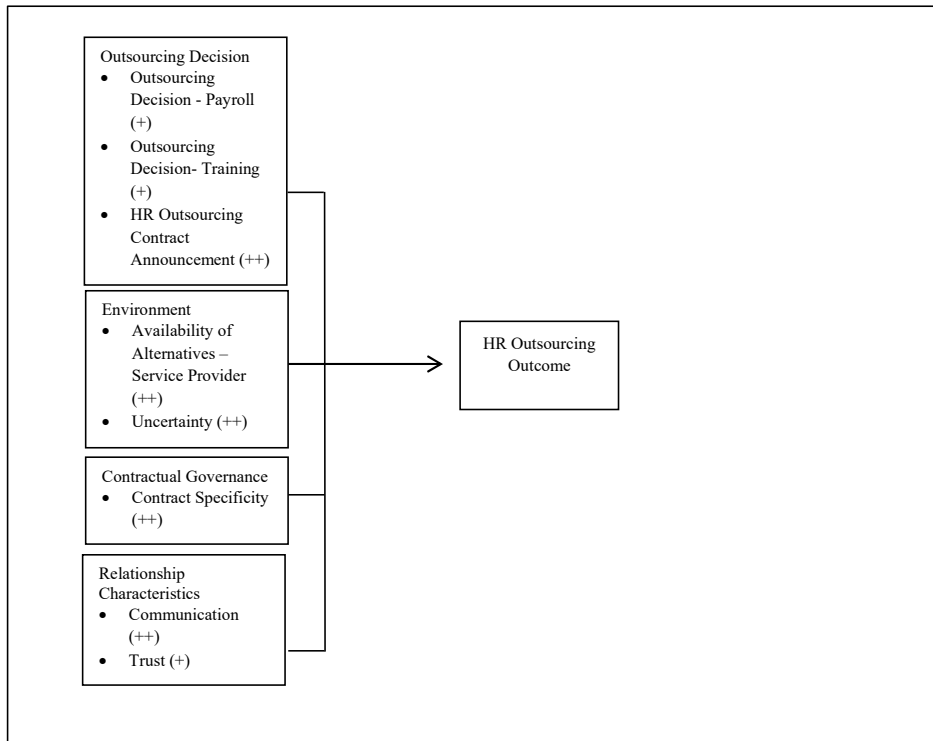 Outsourcing Decision
• Outsourcing
Decision - Payroll
(+)
• Outsourcing
Decision- Training
(+)
• HR Outsourcing
Contract
Announcement (++)
Environment
• Availability of
Alternatives –
Service Provider
(++)
• Uncertainty (++)
Contractual Governance
• Contract Specificity
(++)
Relationship
Characteristics
• Communication
(++)
• Trust (+)
HR Outsourcing
Outcome